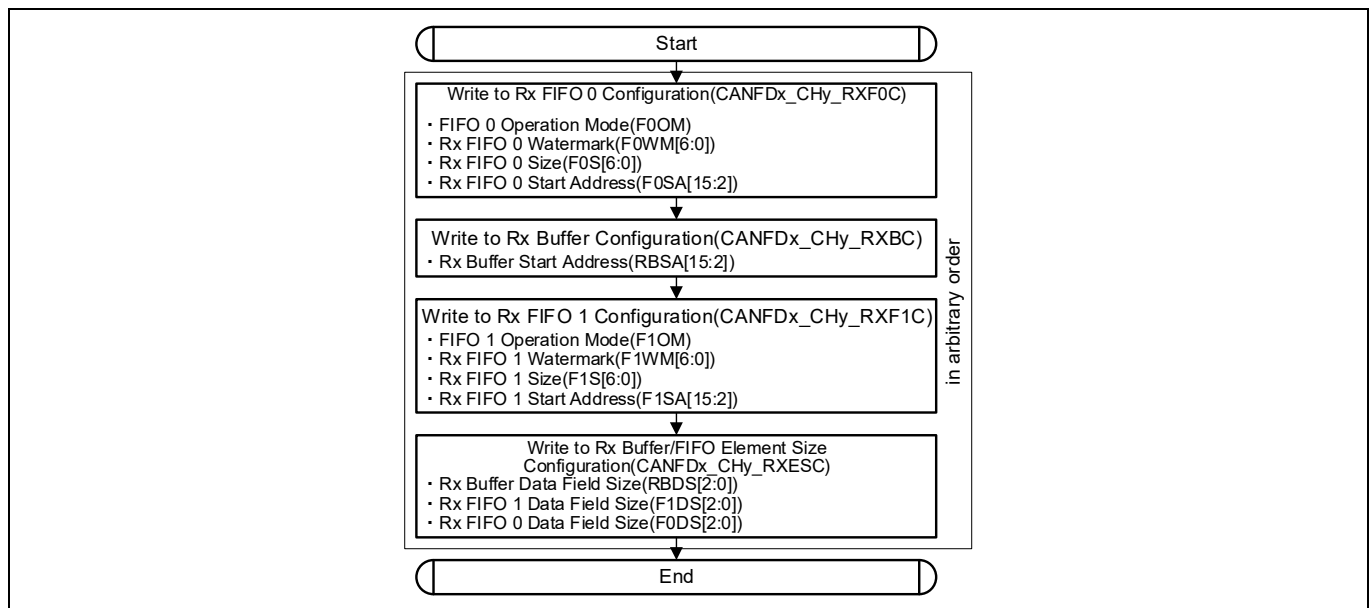 Start
Write to Rx FIFO 0 Configuration(CANFDx_CHy_RXF0C)
・FIFO 0 Operation Mode(F0OM)
・Rx FIFO 0 Watermark(F0WM[6:0])
・Rx FIFO 0 Size(F0S[6:0])
・Rx FIFO 0 Start Address(F0SA[15:2])
Write to Rx Buffer Configuration(CANFDx_CHy_RXBC)
・Rx Buffer Start Address(RBSA[15:2])
Write to Rx FIFO 1 Configuration(CANFDx_CHy_RXF1C)
・FIFO 1 Operation Mode(F1OM)
・Rx FIFO 1 Watermark(F1WM[6:0])
・Rx FIFO 1 Size(F1S[6:0])
・Rx FIFO 1 Start Address(F1SA[15:2])
Write to Rx Buffer/FIFO Element Size
Configuration(CANFDx_CHy_RXESC)
・Rx Buffer Data Field Size(RBDS[2:0])
・Rx FIFO 1 Data Field Size(F1DS[2:0])
・Rx FIFO 0 Data Field Size(F0DS[2:0])
in arbitrary order
End